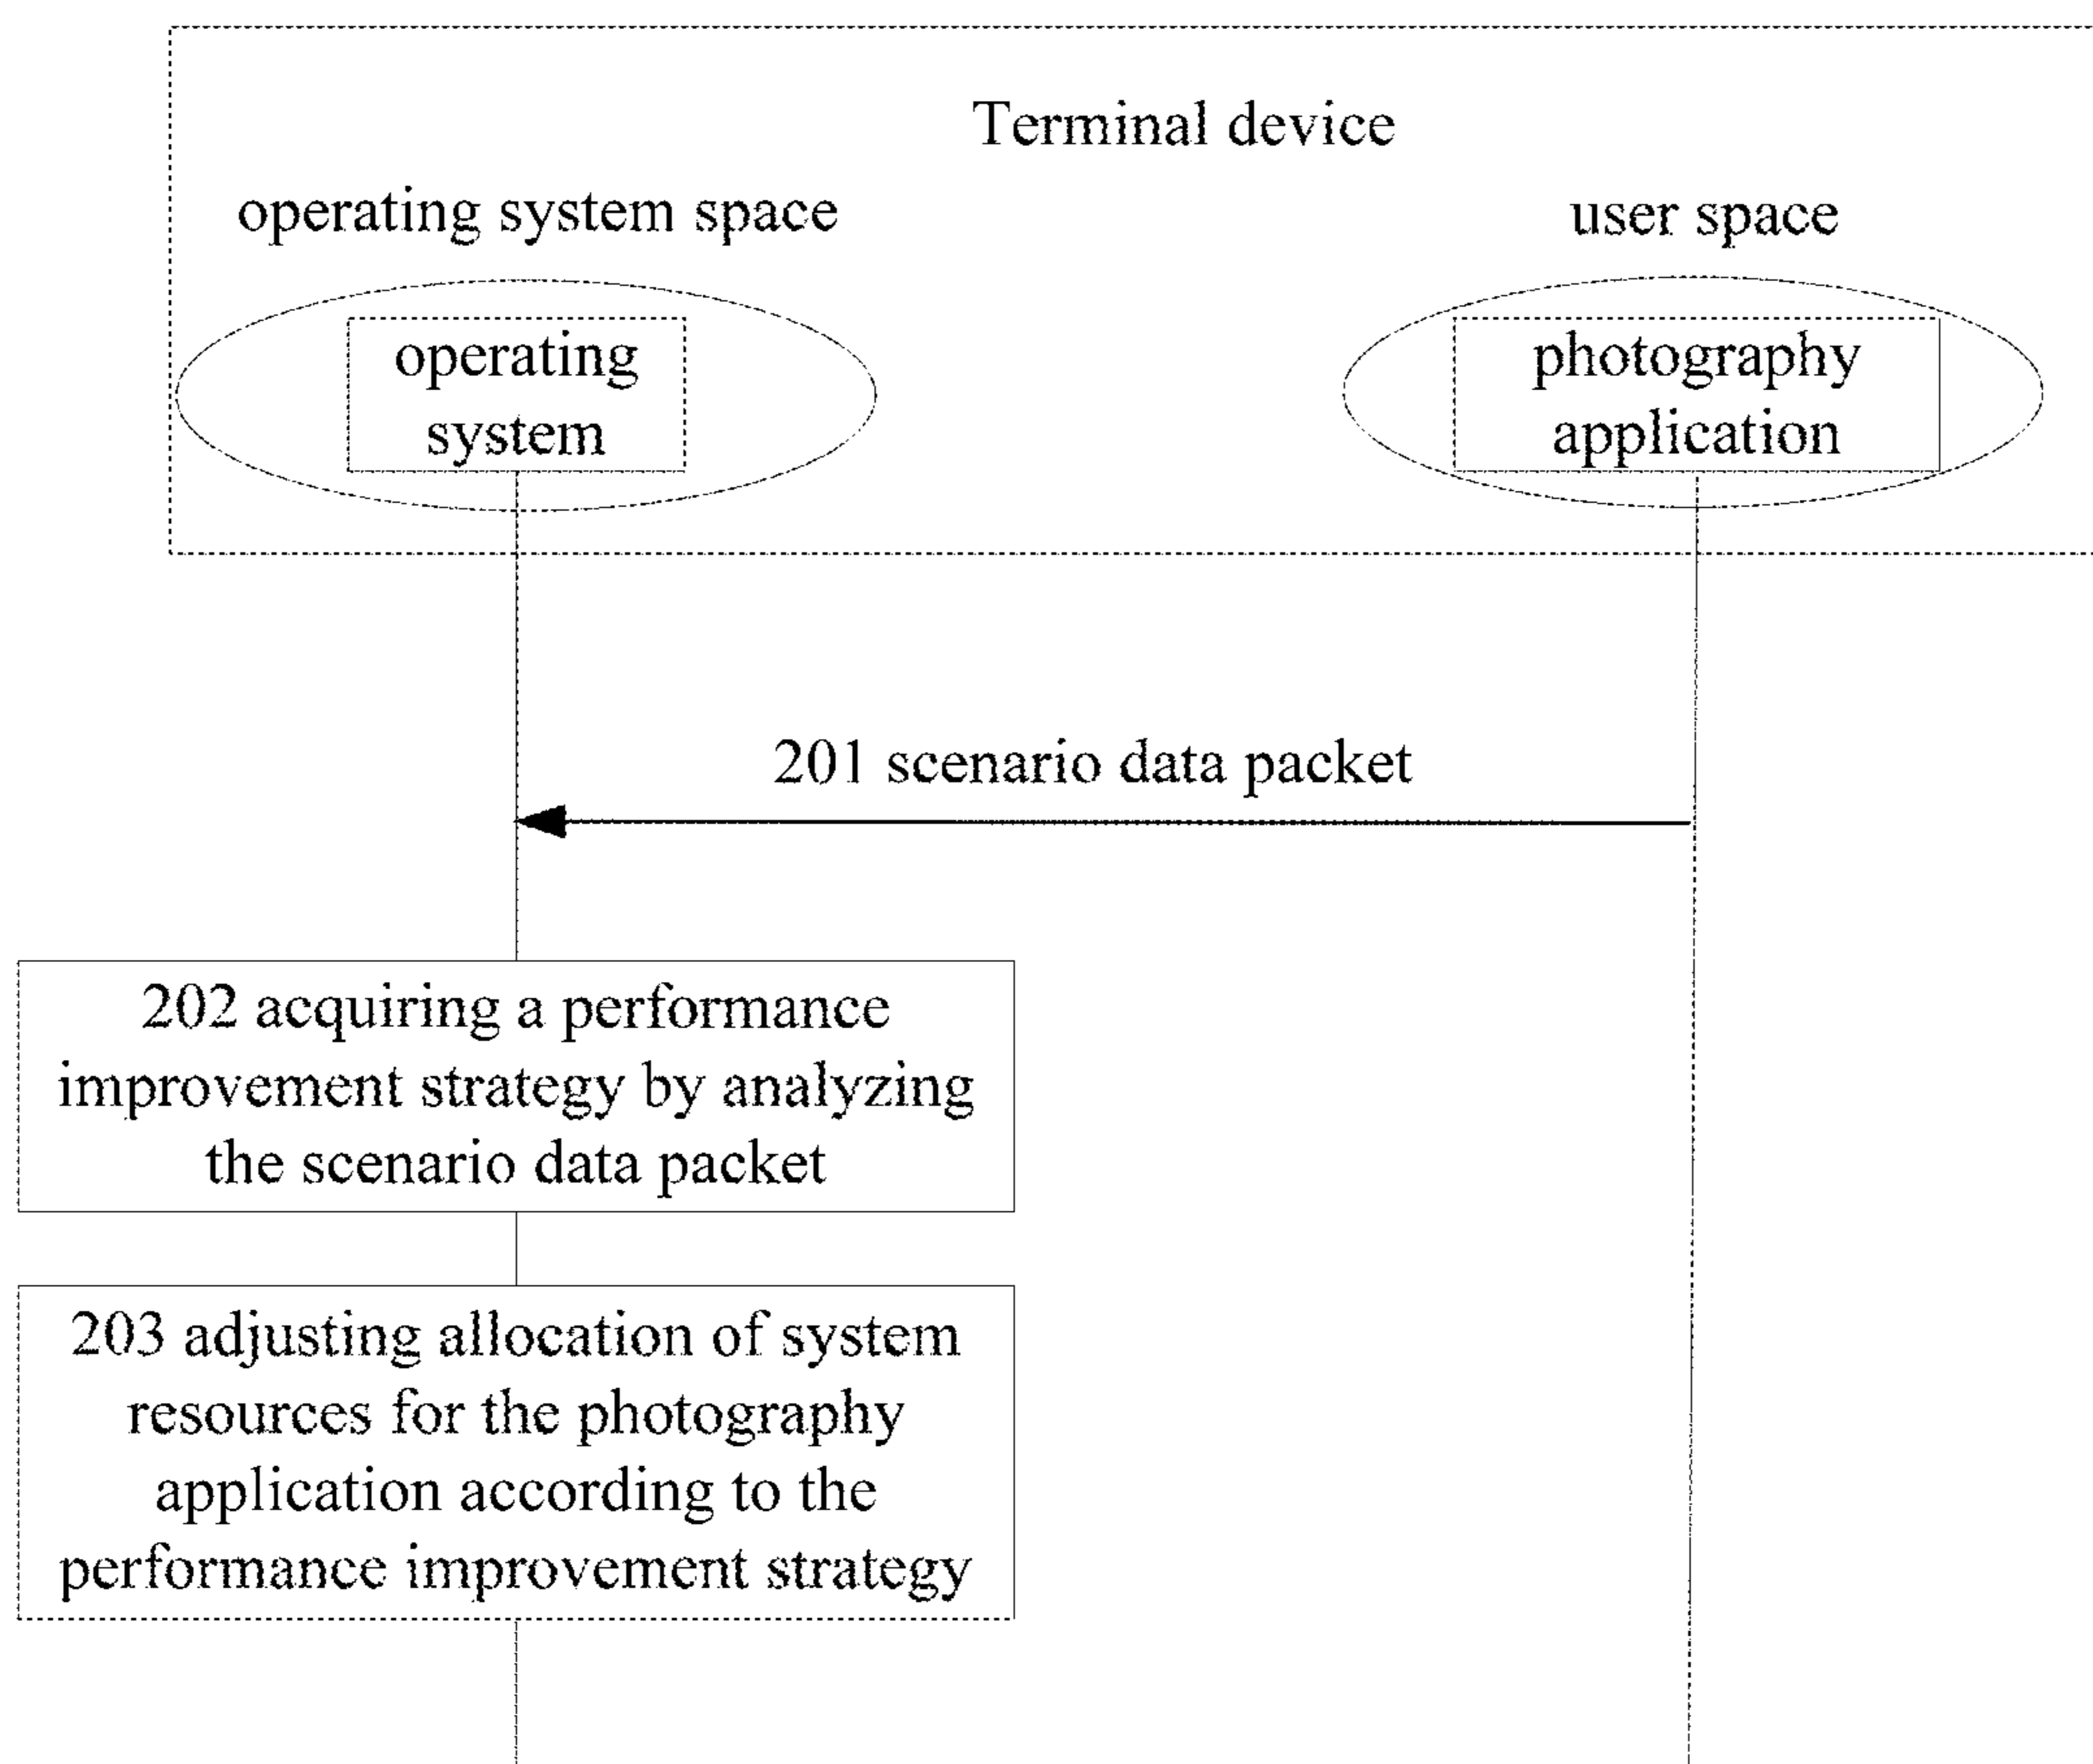 Terminal device
operating system space
user space
operating
system
photography
application
201 scenario data packet
202 acquiring a performance
improvement strategy by analyzing
the scenario data packet
203 adjusting allocation of system
resources for the photography
application according to the
performance improvement strategy